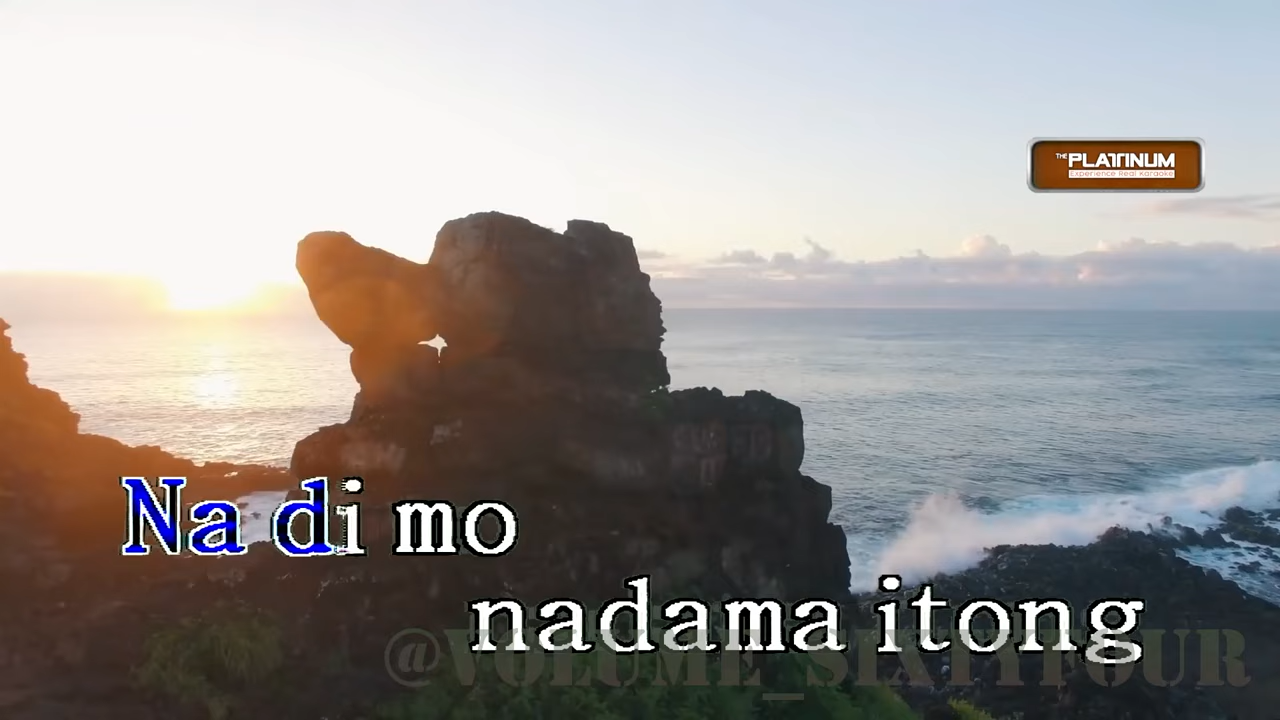 THE PLATINUM
Experience Real Karaoke
Na di mo
nadama itong
@VOLUME_SIXTYFOUR